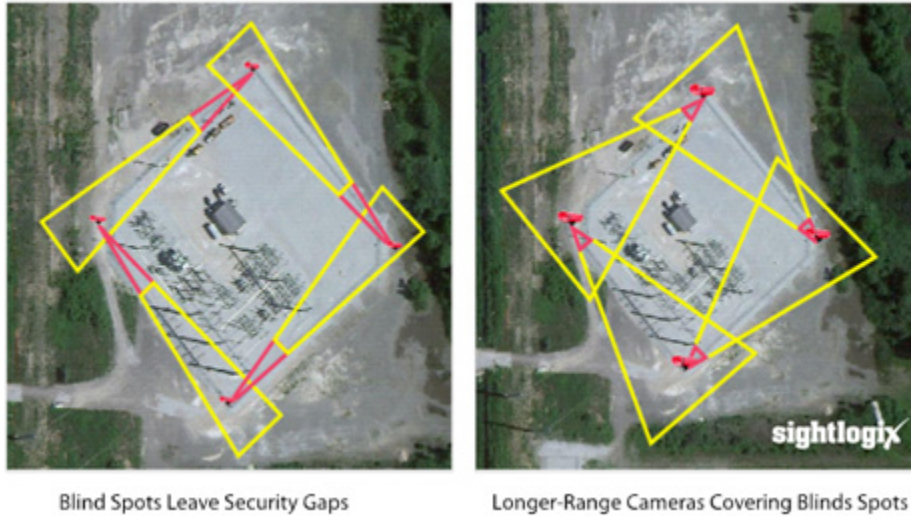 sightlogix
Blind Spots Leave Security Gaps
Longer-Range Cameras Covering Blinds Spots